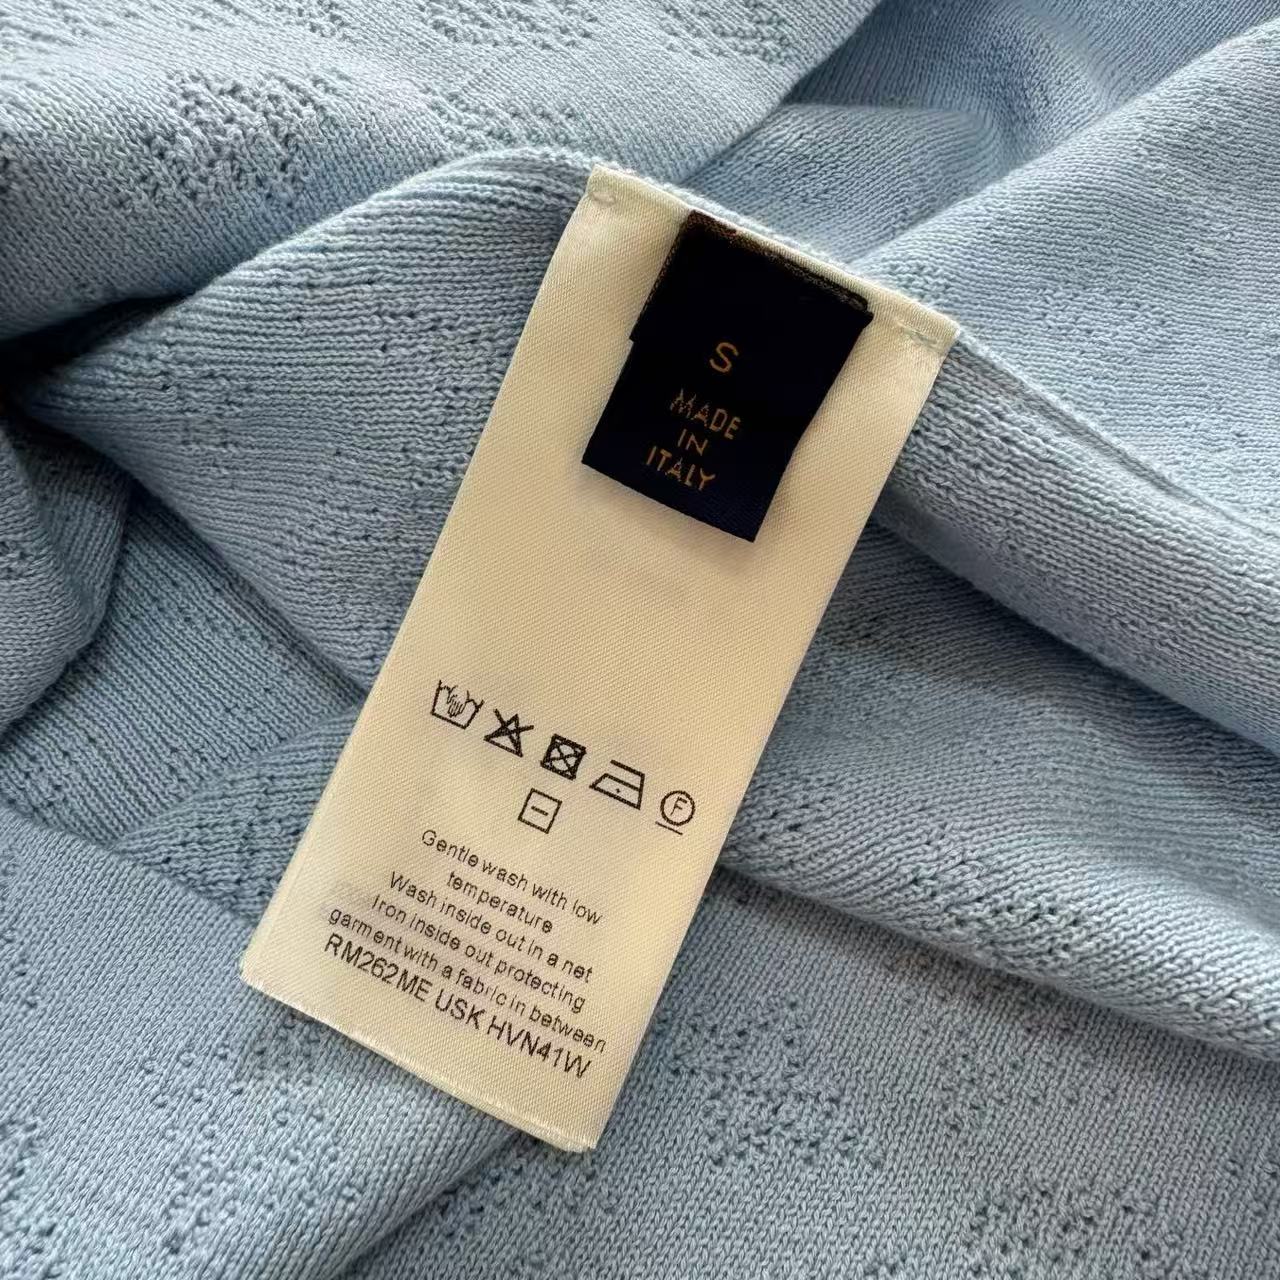 S
MADE
IN
ITALY
F
Gentle wash with low
temperature
Wash inside out in a net
Iron inside out protecting
garment with a fabric in between
RM262ME USK HVN41W